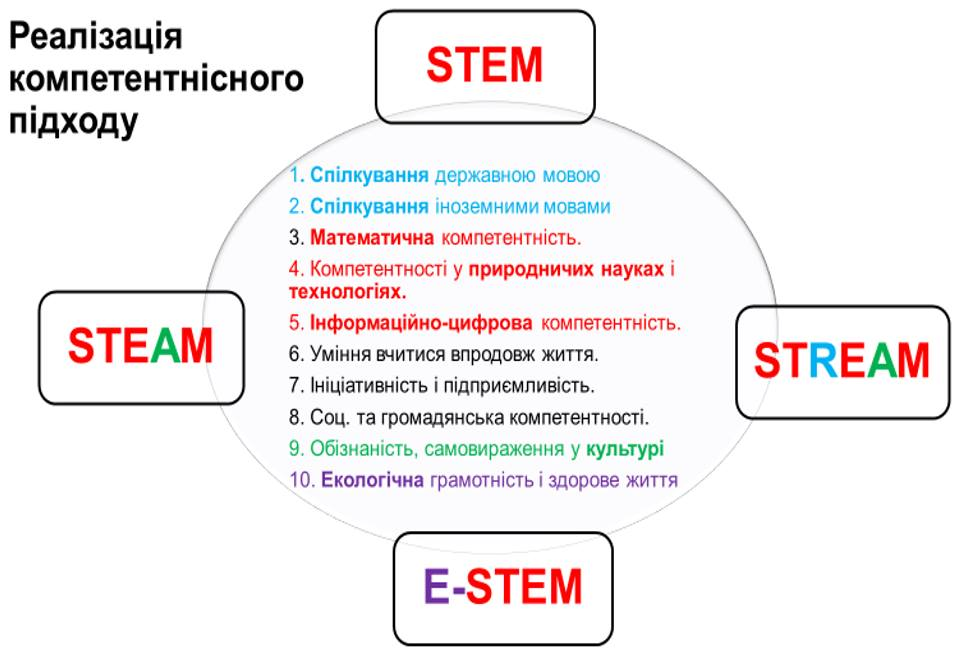 Реалізація
компетентнісного
підходу
STEM
1. Спілкування державною мовою
2. Спілкування іноземними мовами
3. Математична компетентність.
4. Компетентності у природничих науках і
технологіях.
5. Інформаційно-цифрова компетентність.
6. Уміння вчитися впродовж життя.
7. Ініціативність і підприємливість.
8. Соц. та громадянська компетентності.
9. Обізнаність, самовираження у культурі
10. Екологічна грамотність і здорове життя
STEAM
STREAM
E-STEM